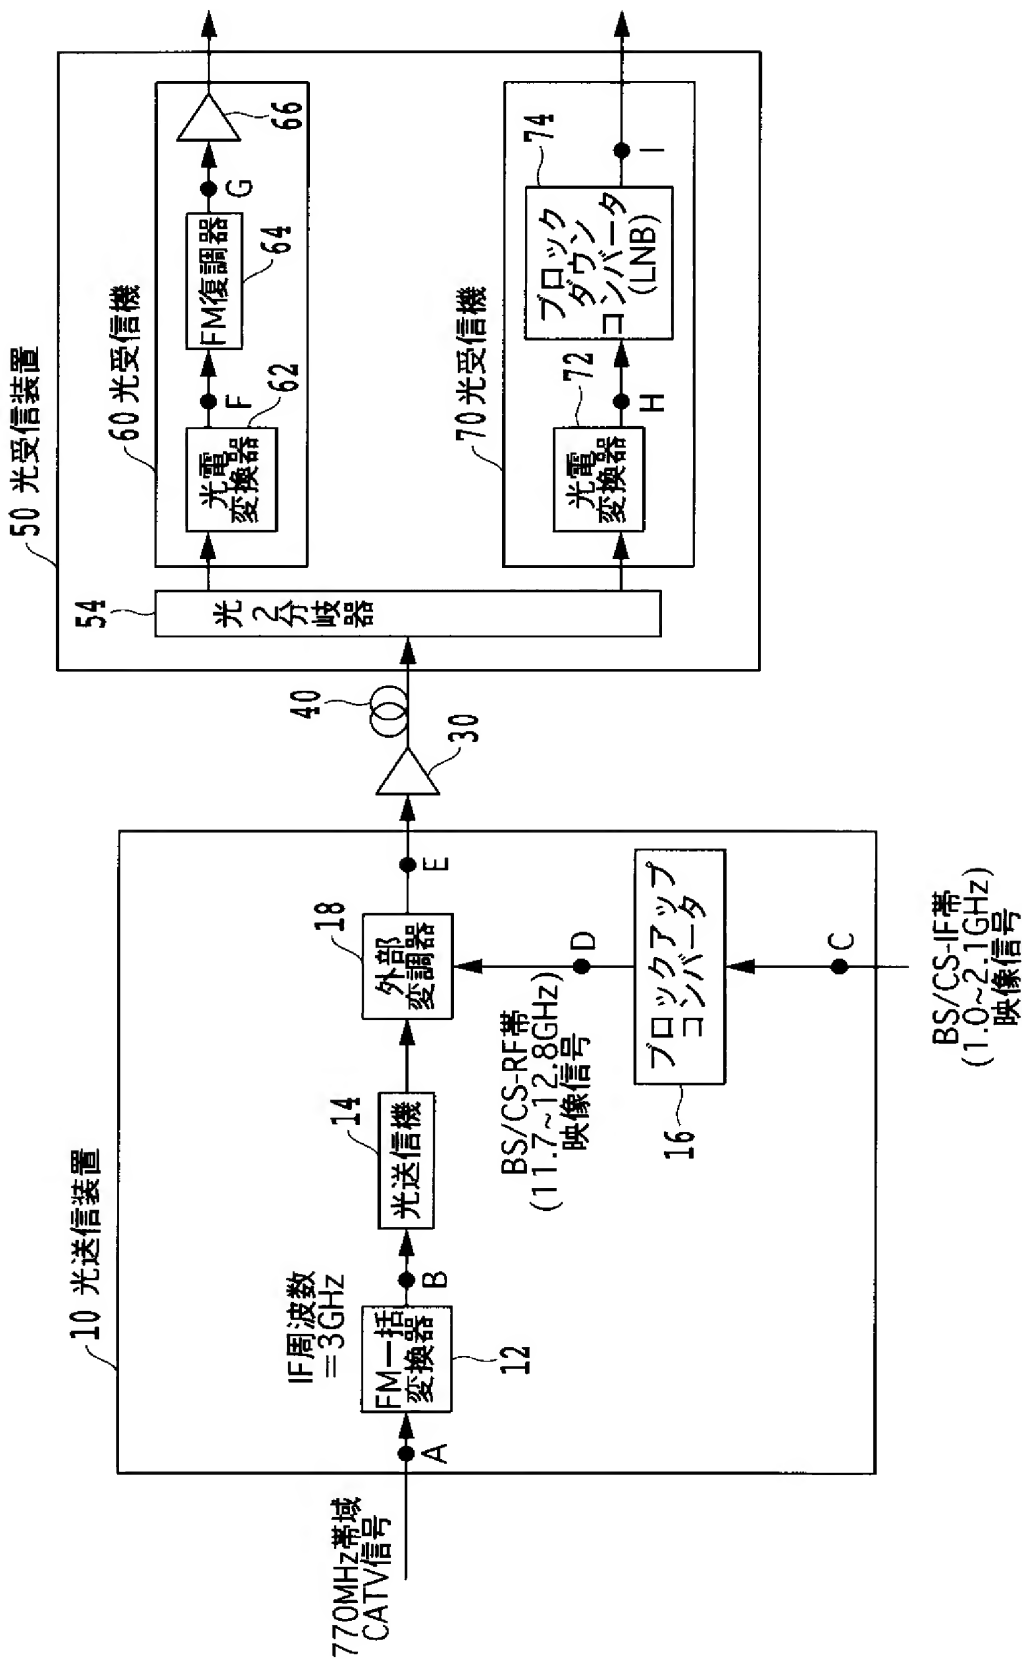 10 光送信装置
770MHz帯域
CATV信号
A
FM一括
変換器
12
IF周波数
=3GHz
B
光送信機
14
外部
変調器
18
E
BS/CS-RF帯
(11.7~12.8GHz)
映像信号
D
ブロックアップ
コンバータ
16
C
BS/CS-IF帯
(1.0~2.1GHz)
映像信号
30
40
50 光受信装置
54
光2分岐器
60 光受信機
光電
変換器
62
F
FM復調器
64
G
66
70 光受信機
光電
変換器
72
H
ブロック
ダウン
コンバータ
(LNB)
74
I